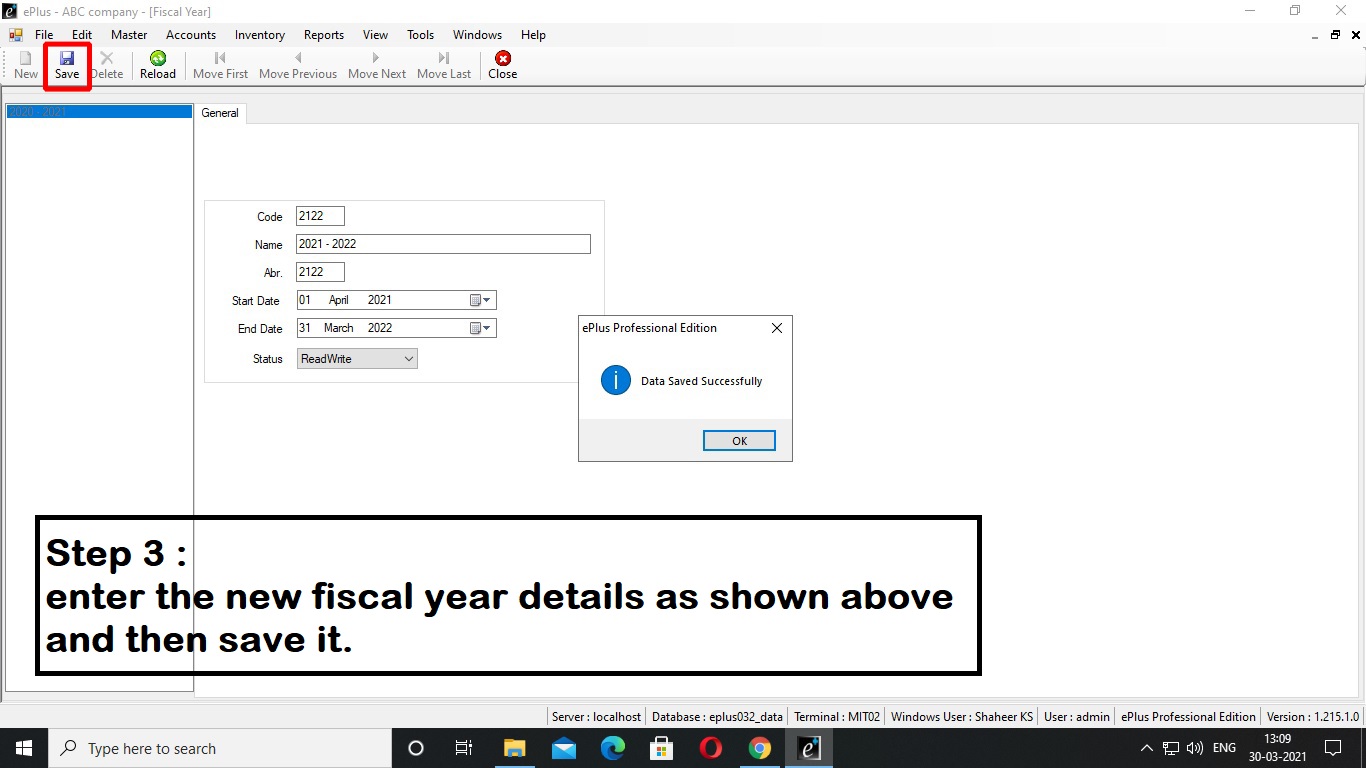 ePlus - ABC company - [Fiscal Year]
File Edit Master Accounts Inventory Reports View Tools Windows Help
New Save Delete Reload Move First Move Previous Move Next Move Last Close
2020 - 2021
General
Code 2122
Name 2021 - 2022
Abr. 2122
Start Date 01 April 2021
End Date 31 March 2022
Status ReadWrite
ePlus Professional Edition
Data Saved Successfully
OK
Step 3 :
enter the new fiscal year details as shown above
and then save it.
Server : localhost Database : eplus032_data Terminal : MIT02 Windows User : Shaheer KS User : admin ePlus Professional Edition Version : 1.215.1.0
Type here to search
ENG
13:09
30-03-2021